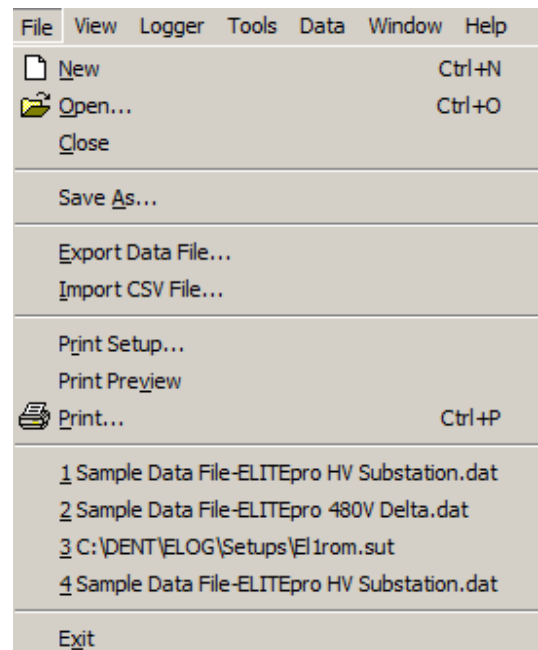 File View Logger Tools Data Window Help
New Ctrl+N
Open... Ctrl+O
Close
Save As...
Export Data File...
Import CSV File...
Print Setup...
Print Preview
Print... Ctrl+P
1 Sample Data File-ELITEpro HV Substation.dat
2 Sample Data File-ELITEpro 480V Delta.dat
3 C:\DENT\ELOG\Setups\El1rom.sut
4 Sample Data File-ELITEpro HV Substation.dat
Exit